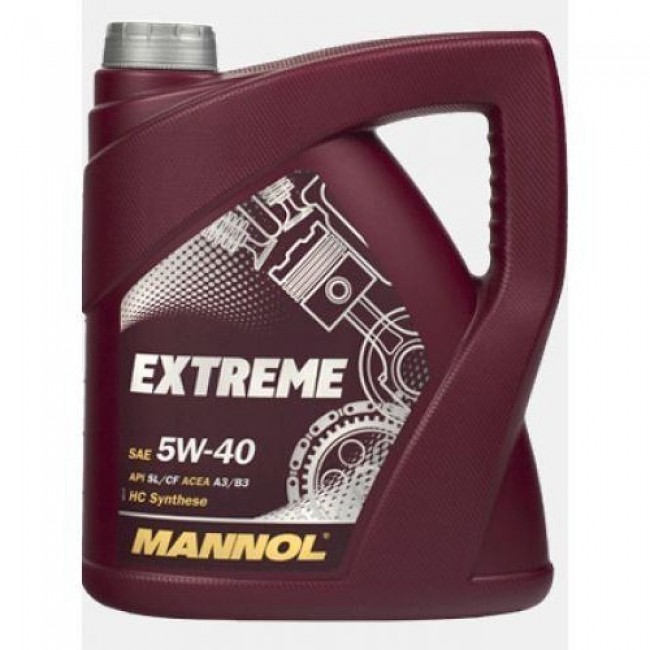 EXTREME
SAE 5W-40
API SL/CF ACEA A3/B3
HC Synthese
MANNOL